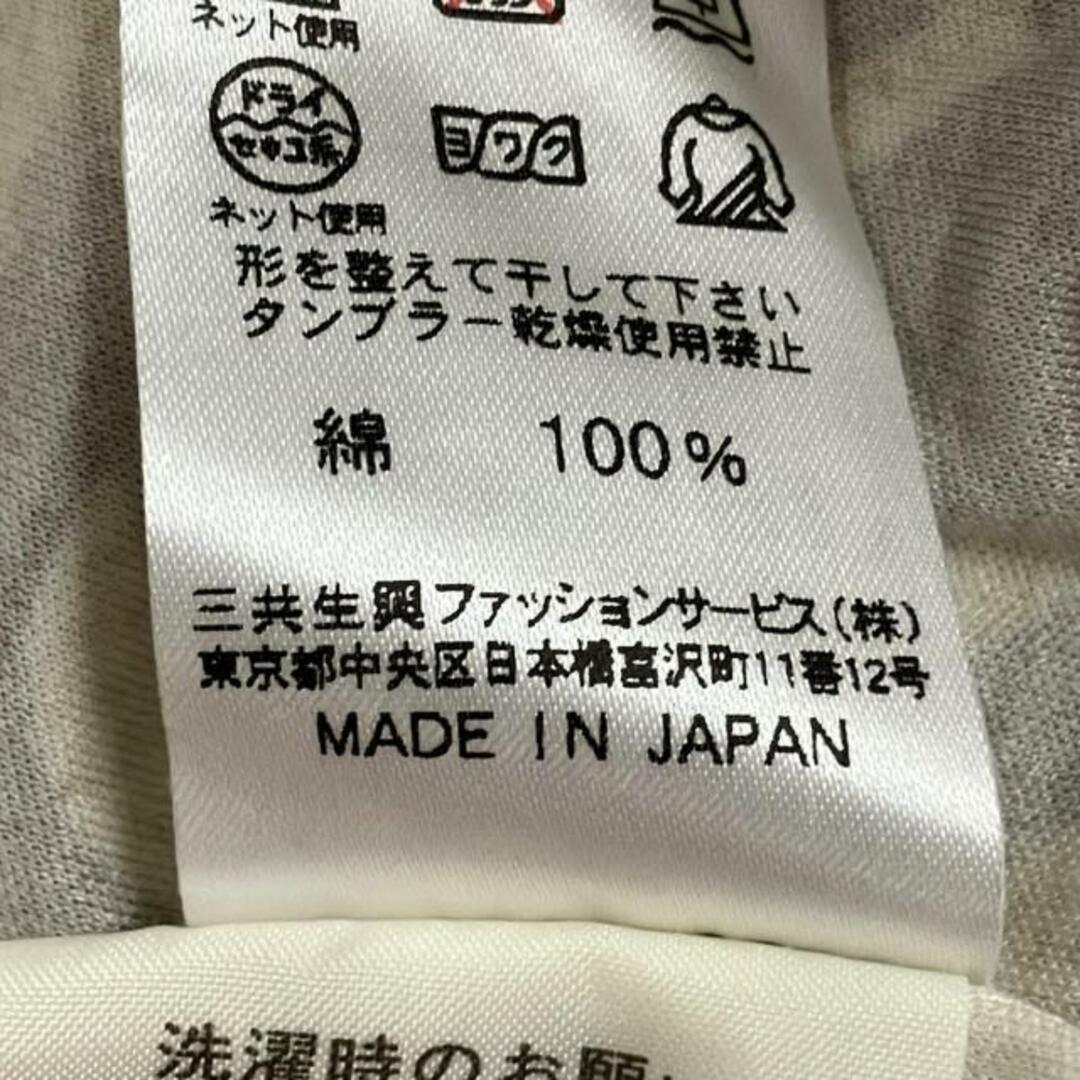 ネット使用
ドライ
セキユ系
ヨワク
ネット使用
形を整えて干して下さい
タンブラー乾燥使用禁止
綿 100%
三共生興ファッションサービス(株)
東京都中央区日本橋富沢町11番12号
MADE IN JAPAN
洗濯時のお願い